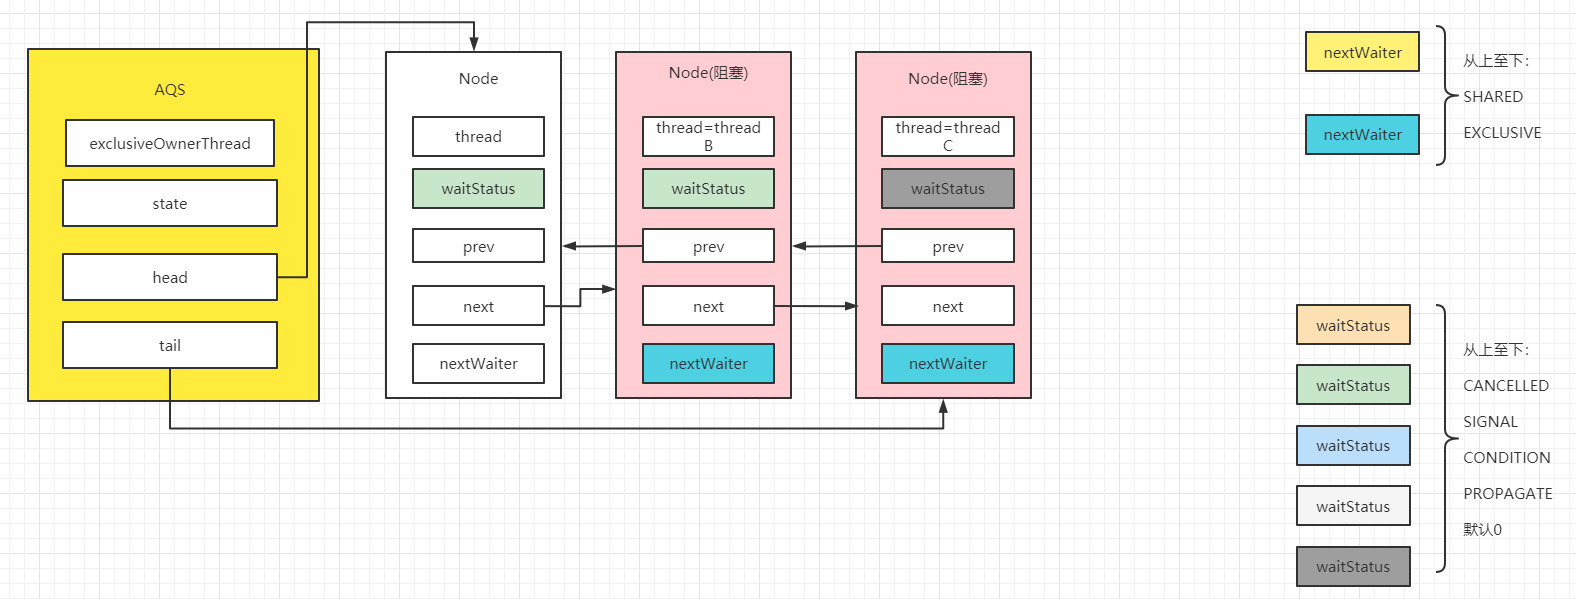 AQS
exclusiveOwnerThread
state
head
tail
Node
thread
waitStatus
prev
next
nextWaiter
Node(阻塞)
thread=thread
B
waitStatus
prev
next
nextWaiter
Node(阻塞)
thread=thread
C
waitStatus
prev
next
nextWaiter
nextWaiter
nextWaiter
从上至下：
SHARED
EXCLUSIVE
waitStatus
waitStatus
waitStatus
waitStatus
waitStatus
从上至下：
CANCELLED
SIGNAL
CONDITION
PROPAGATE
默认0